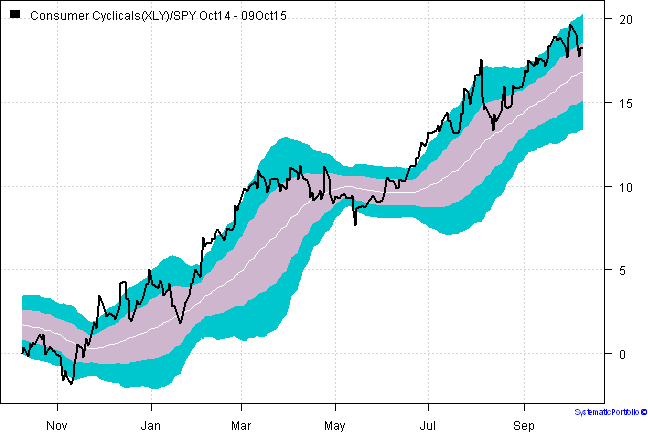 Consumer Cyclicals(XLY)/SPY Oct14 - 09Oct15
20
15
10
5
0
Nov Jan Mar May Jul Sep
SystematicPortfolio ©